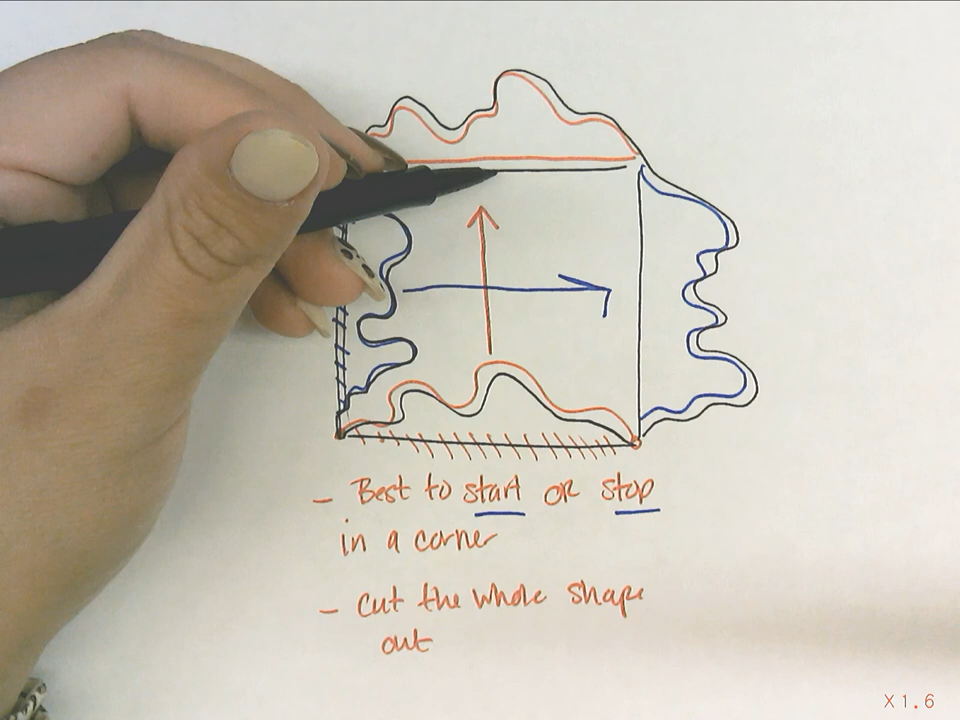 - Best to start or stop
in a corner
- Cut the whole shape
out
X1.6